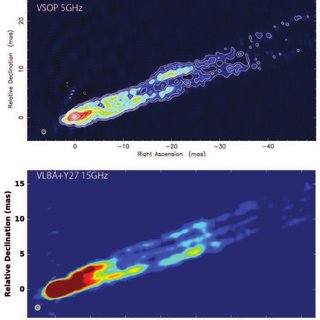 VSOP 5GHz
20
10
0
Relative Declination (mas)
0
-10
-20
-30
-40
Right Ascension (mas)
VLBA+Y27 15GHz
15
10
5
0
Relative Declination (mas)